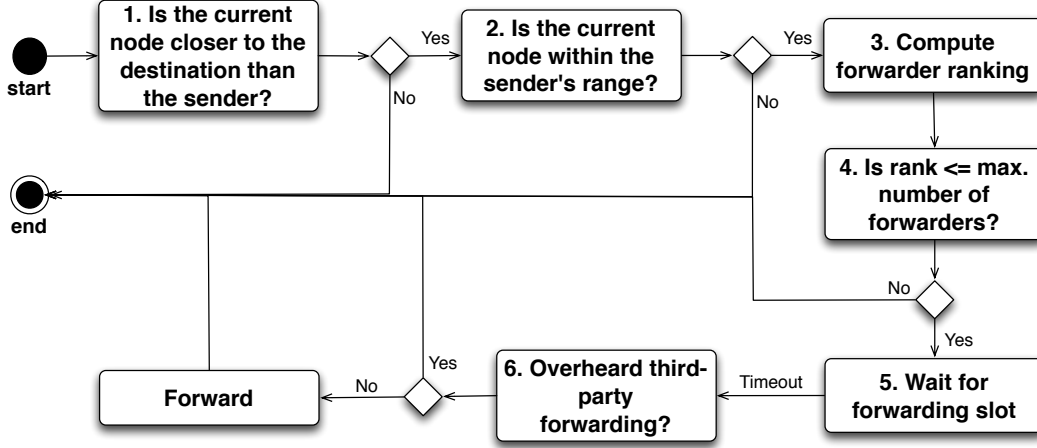 start
1. Is the current
node closer to the
destination than
the sender?
Yes
No
2. Is the current
node within the
sender's range?
Yes
No
3. Compute
forwarder ranking
4. Is rank <= max.
number of
forwarders?
end
No
Yes
5. Wait for
forwarding slot
Timeout
6. Overheard third-
party
forwarding?
Yes
No
Forward